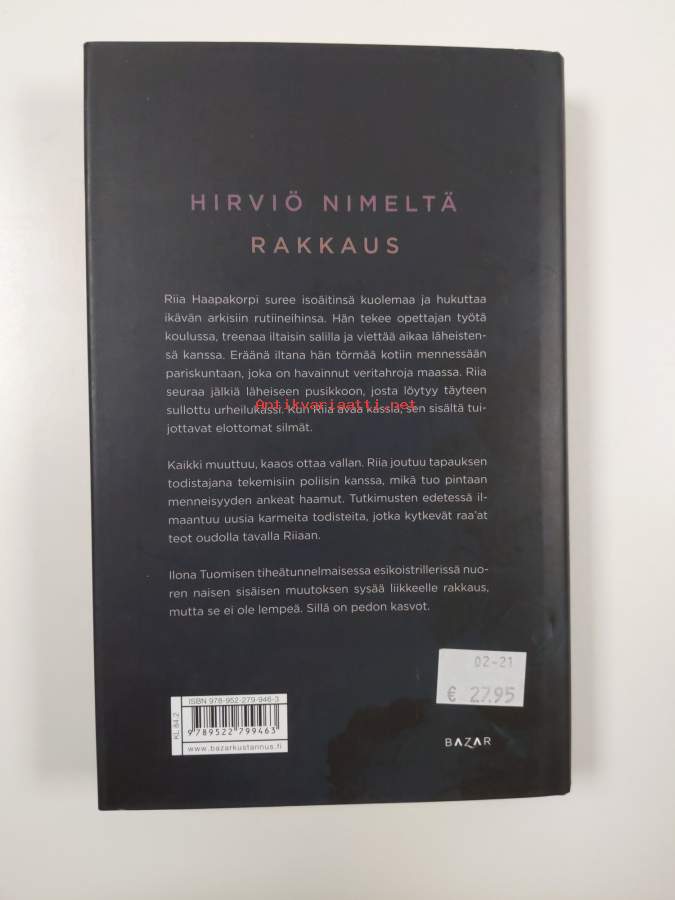 HIRVIÖ NIMELTÄ
RAKKAUS
Riia Haapakorpi suree isoäitinsä kuolemaa ja hukuttaa
ikävän arkisiin rutiineihinsa. Hän tekee opettajan työtä
koulussa, treenaa iltaisin salilla ja viettää aikaa läheisten-
sä kanssa. Eräänä iltana hän törmää kotiin mennessään
pariskuntaan, joka on havainnut veritahroja maassa. Riia
seuraa jälkiä läheiseen pusikkoon, josta löytyy täyteen
Antikvariaatti.net
sullottu urheilukassi. Kun Riia avaa kassia, sen sisältä tui-
jottavat elottomat silmät.
Kaikki muuttuu, kaaos ottaa vallan. Riia joutuu tapauksen
todistajana tekemisiin poliisin kanssa, mikä tuo pintaan
menneisyyden ankeat haamut. Tutkimusten edetessä il-
maantuu uusia karmeita todisteita, jotka kytkevät raa'at
teot oudolla tavalla Riiaan.
Ilona Tuomisen tiheätunnelmaisessa esikoistrillerissä nuo-
ren naisen sisäisen muutoksen sysää liikkeelle rakkaus,
mutta se ei ole lempeä. Sillä on pedon kasvot.
02-21
€ 27.95
ISBN 978-952-279-946-3
KL 84.2
9 789522 799463
www.bazarkustannus.fi
BAZAR